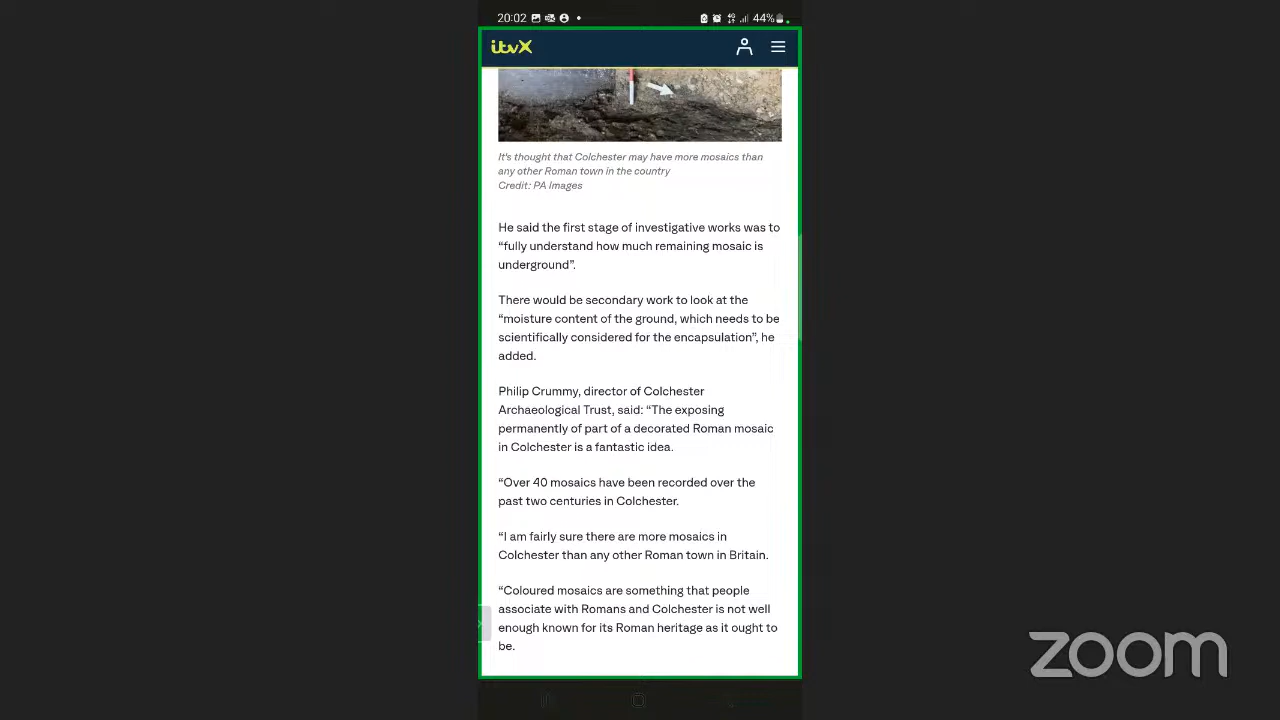 20:02
44%
itvX
It's thought that Colchester may have more mosaics than
any other Roman town in the country
Credit: PA Images
He said the first stage of investigative works was to
“fully understand how much remaining mosaic is
underground”.
There would be secondary work to look at the
“moisture content of the ground, which needs to be
scientifically considered for the encapsulation”, he
added.
Philip Crummy, director of Colchester
Archaeological Trust, said: “The exposing
permanently of part of a decorated Roman mosaic
in Colchester is a fantastic idea.
“Over 40 mosaics have been recorded over the
past two centuries in Colchester.
“I am fairly sure there are more mosaics in
Colchester than any other Roman town in Britain.
“Coloured mosaics are something that people
associate with Romans and Colchester is not well
enough known for its Roman heritage as it ought to
be.
zoom